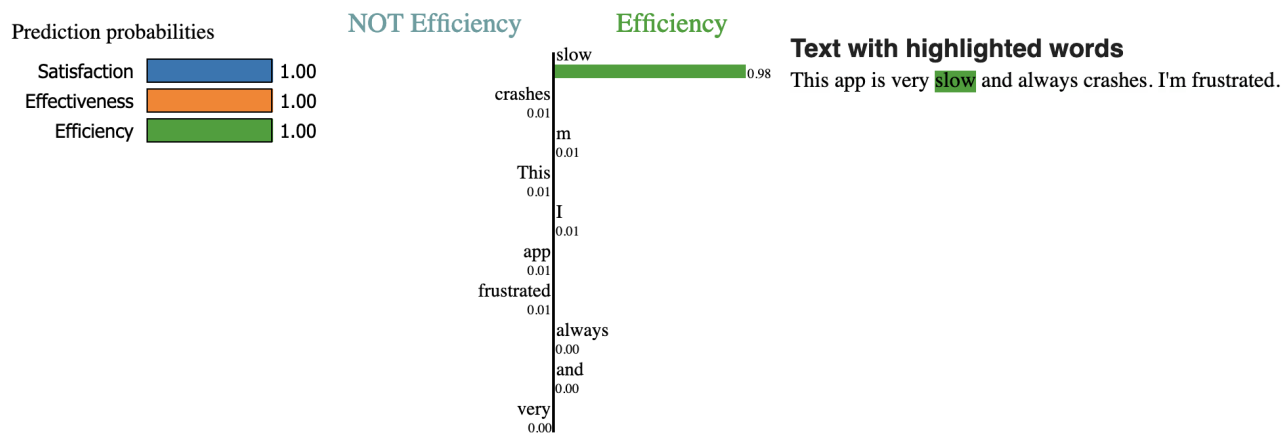 Prediction probabilities
Satisfaction 1.00
Effectiveness 1.00
Efficiency 1.00
NOT Efficiency Efficiency
slow
0.98
crashes
0.01
m
0.01
This
0.01
I
0.01
app
0.01
frustrated
0.01
always
0.00
and
0.00
very
0.00
Text with highlighted words
This app is very slow and always crashes. I'm frustrated.